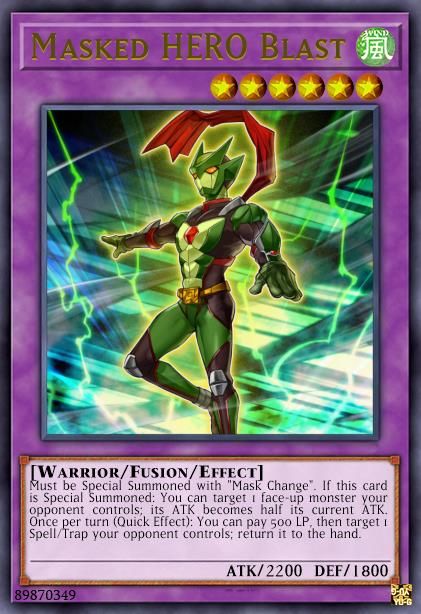 MASKED HERO BLAST
WIND
風
[WARRIOR/FUSION/EFFECT]
Must be Special Summoned with "Mask Change". If this card
is Special Summoned: You can target 1 face-up monster your
opponent controls; its ATK becomes half its current ATK.
Once per turn (Quick Effect): You can pay 500 LP, then target 1
Spell/Trap your opponent controls; return it to the hand.
ATK/2200 DEF/1800
89870349